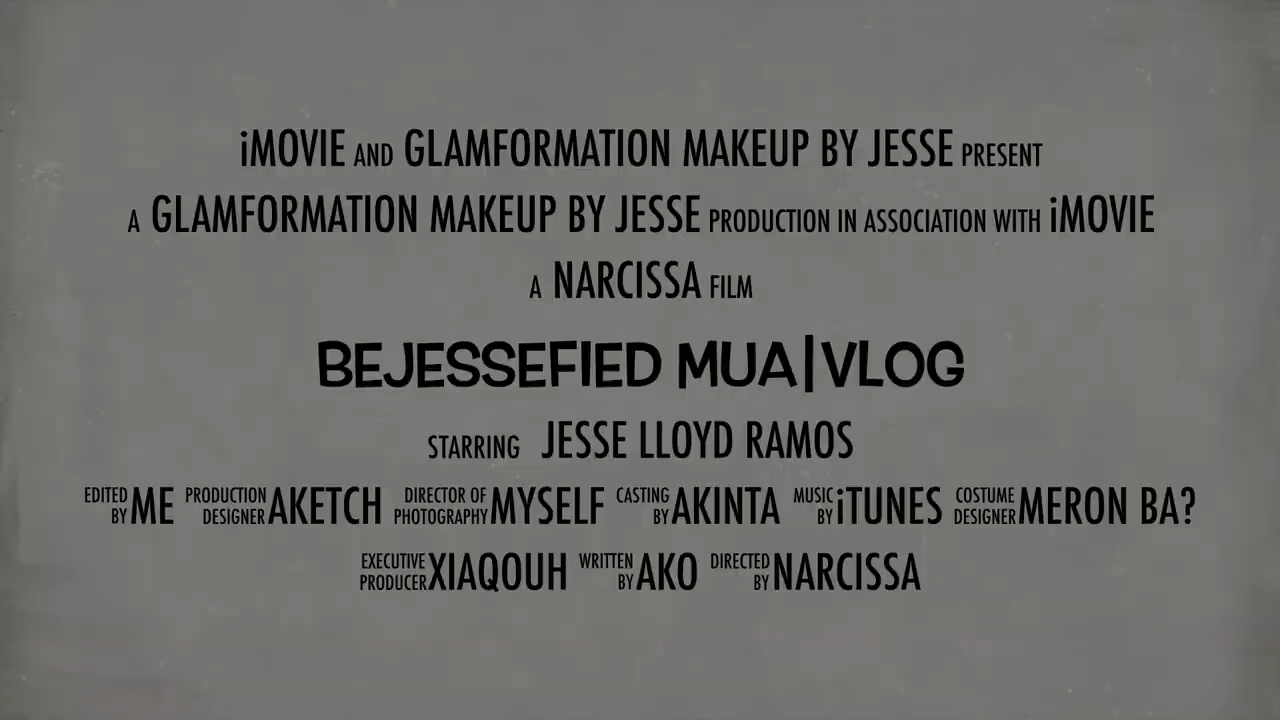 iMOVIE AND GLAMFORMATION MAKEUP BY JESSE PRESENT
A GLAMFORMATION MAKEUP BY JESSE PRODUCTION IN ASSOCIATION WITH iMOVIE
A NARCISSA FILM
BEJESSEFIED MUA|VLOG
STARRING JESSE LLOYD RAMOS
EDITED BY ME PRODUCTION DESIGNER AKETCH DIRECTOR OF PHOTOGRAPHY MYSELF CASTING BY AKINTA MUSIC BY iTUNES COSTUME DESIGNER MERON BA?
EXECUTIVE PRODUCER XIAQOUH WRITTEN BY AKO DIRECTED BY NARCISSA